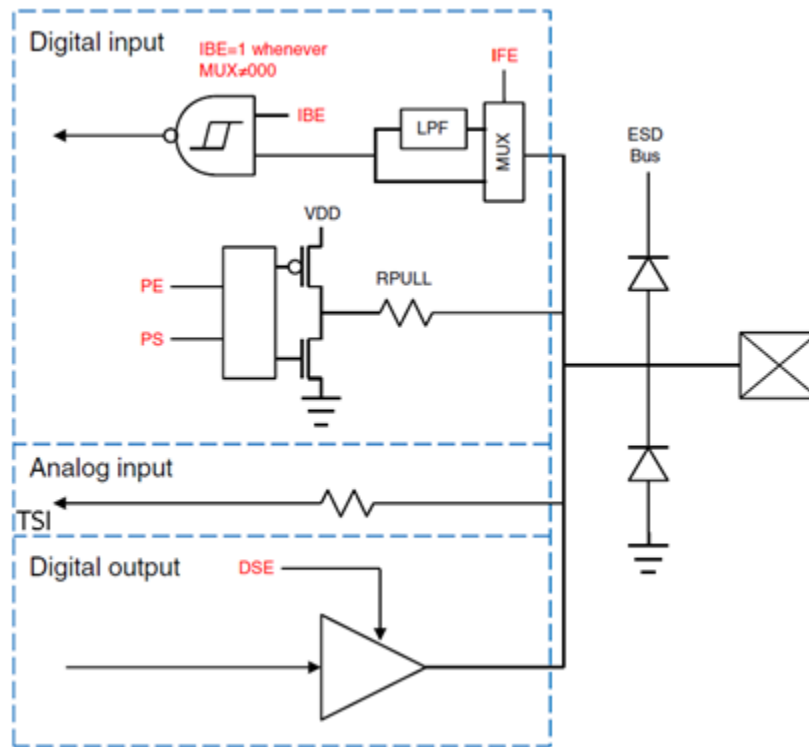 Digital input
IBE=1 whenever
MUX≠000
IFE
IBE
LPF
MUX
ESD
Bus
VDD
RPULL
PE
PS
Analog input
TSI
Digital output
DSE